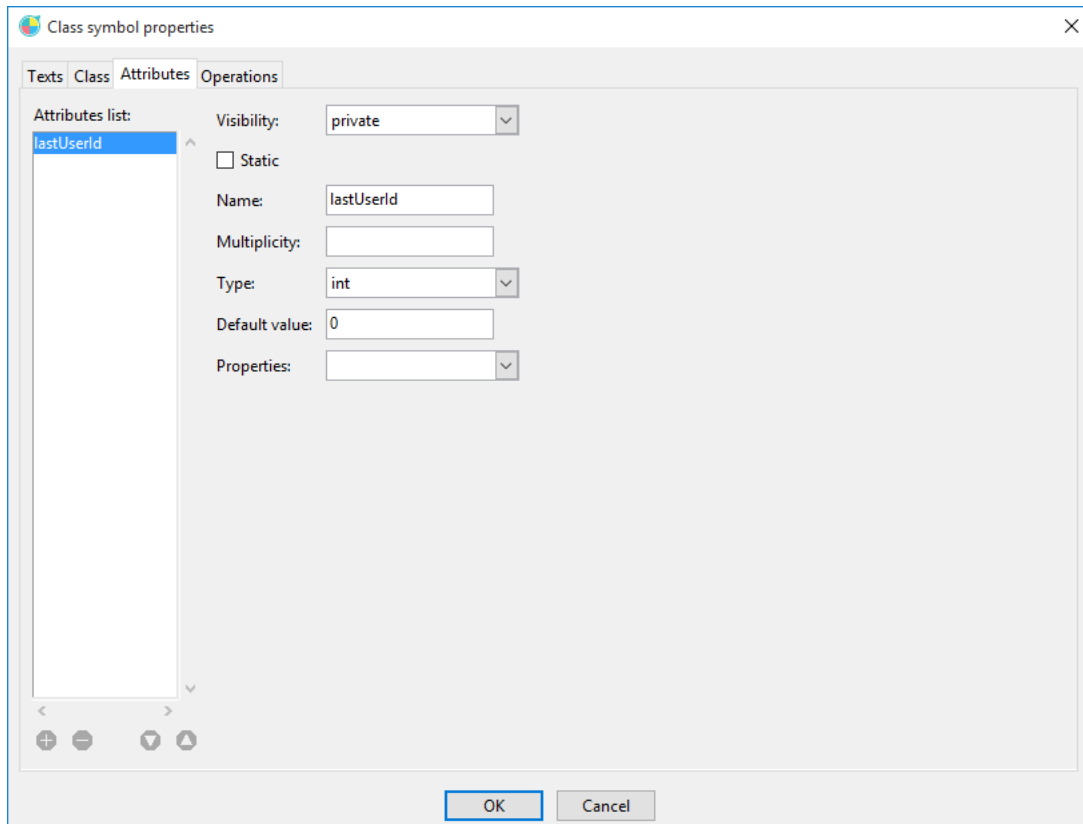 Class symbol properties
Texts Class Attributes Operations
Attributes list:
lastUserId
Visibility: private
Static
Name: lastUserId
Multiplicity:
Type: int
Default value: 0
Properties:
OK Cancel